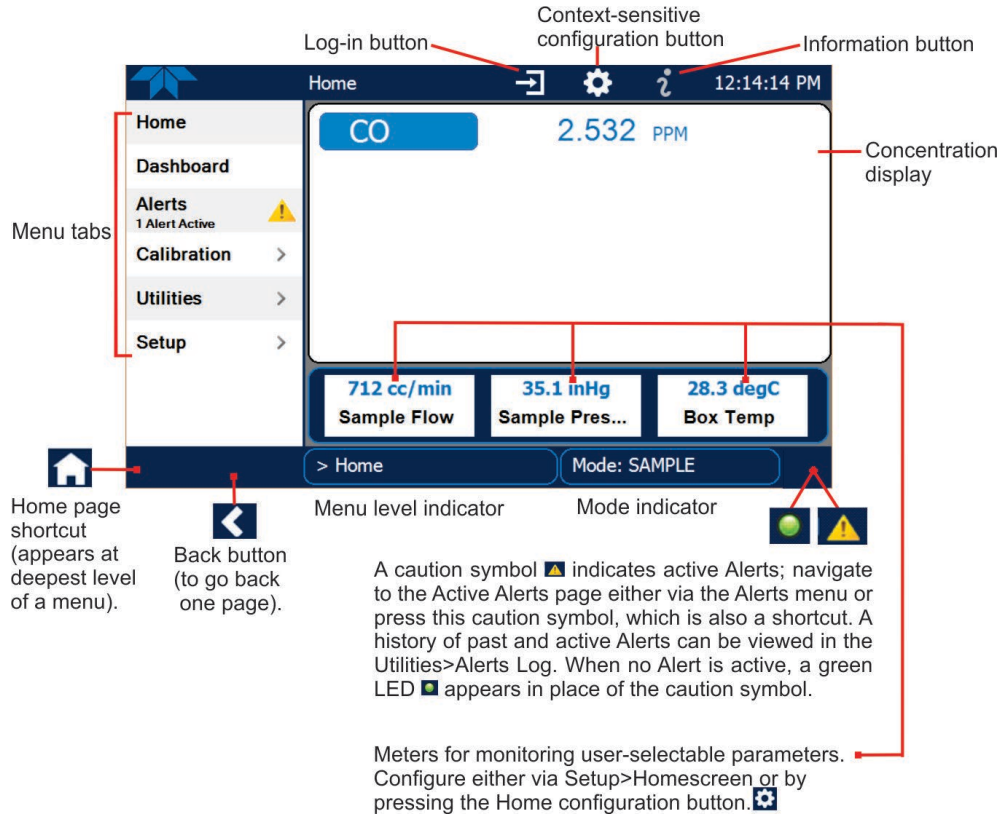 Context-sensitive
configuration button
Log-in button
Information button
Home
12:14:14 PM
Home
Dashboard
Alerts
1 Alert Active
Calibration
Utilities
Setup
Menu tabs
CO
2.532 PPM
Concentration
display
712 cc/min
Sample Flow
35.1 inHg
Sample Pres...
28.3 degC
Box Temp
> Home
Mode: SAMPLE
Home page
shortcut
(appears at
deepest level
of a menu).
Back button
(to go back
one page).
Menu level indicator
Mode indicator
A caution symbol indicates active Alerts; navigate
to the Active Alerts page either via the Alerts menu or
press this caution symbol, which is also a shortcut. A
history of past and active Alerts can be viewed in the
Utilities>Alerts Log. When no Alert is active, a green
LED appears in place of the caution symbol.
Meters for monitoring user-selectable parameters.
Configure either via Setup>Homescreen or by
pressing the Home configuration button.